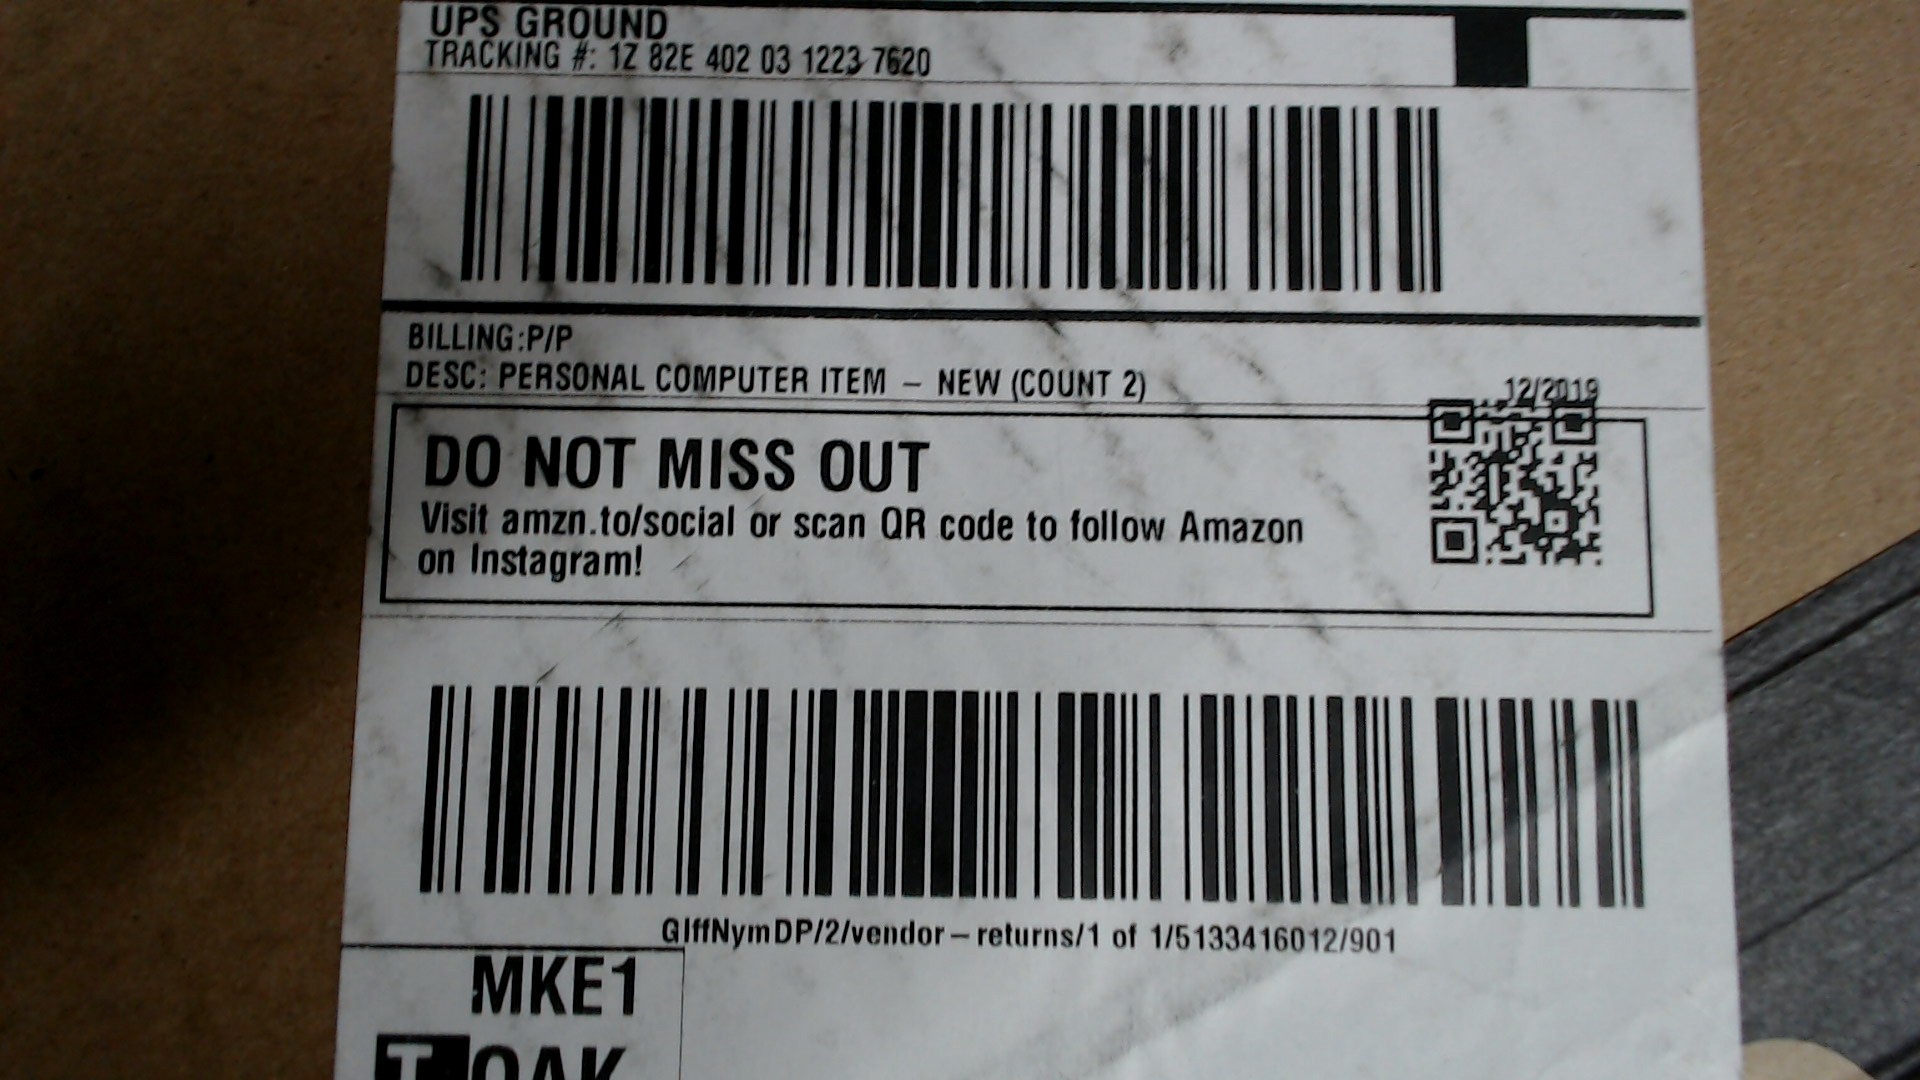 UPS GROUND
TRACKING #: 1Z 82E 402 03 1223 7620
BILLING:P/P
DESC: PERSONAL COMPUTER ITEM – NEW (COUNT 2)
12/2019
DO NOT MISS OUT
Visit amzn.to/social or scan QR code to follow Amazon
on Instagram!
GIffNymDP/2/vendor–returns/1 of 1/5133416012/901
MKE1
T OAK